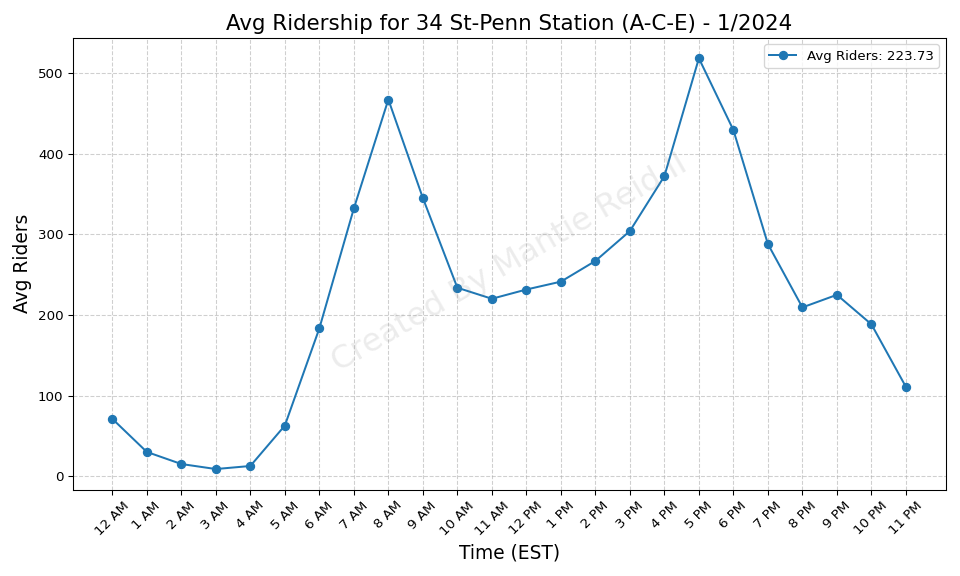 Avg Ridership for 34 St-Penn Station (A-C-E) - 1/2024
Avg Riders: 223.73
500
400
300
200
100
0
Avg Riders
Created By Mantie Reid II
12 AM
1 AM
2 AM
3 AM
4 AM
5 AM
6 AM
7 AM
8 AM
9 AM
10 AM
11 AM
12 PM
1 PM
2 PM
3 PM
4 PM
5 PM
6 PM
7 PM
8 PM
9 PM
10 PM
11 PM
Time (EST)